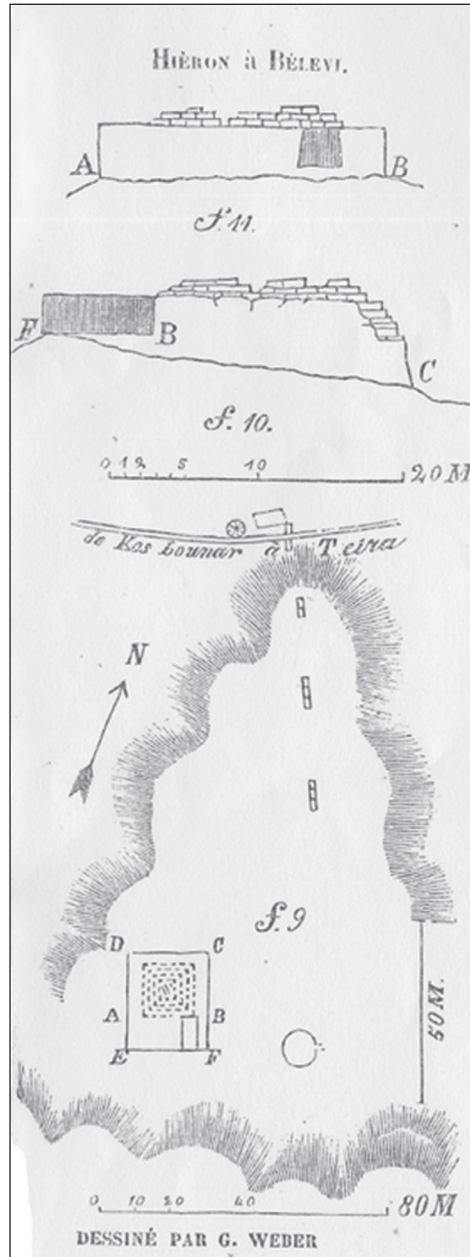 HIÉRON à BÉLEVI.
A B
f. 11.
F B C
f. 10.
0 1 2 5 10 20 M
de Kos bounar à Teira
N
f. 9
D C
A B
50 M.
E F
0 10 20 40 80 M
DESSINÉ PAR G. WEBER